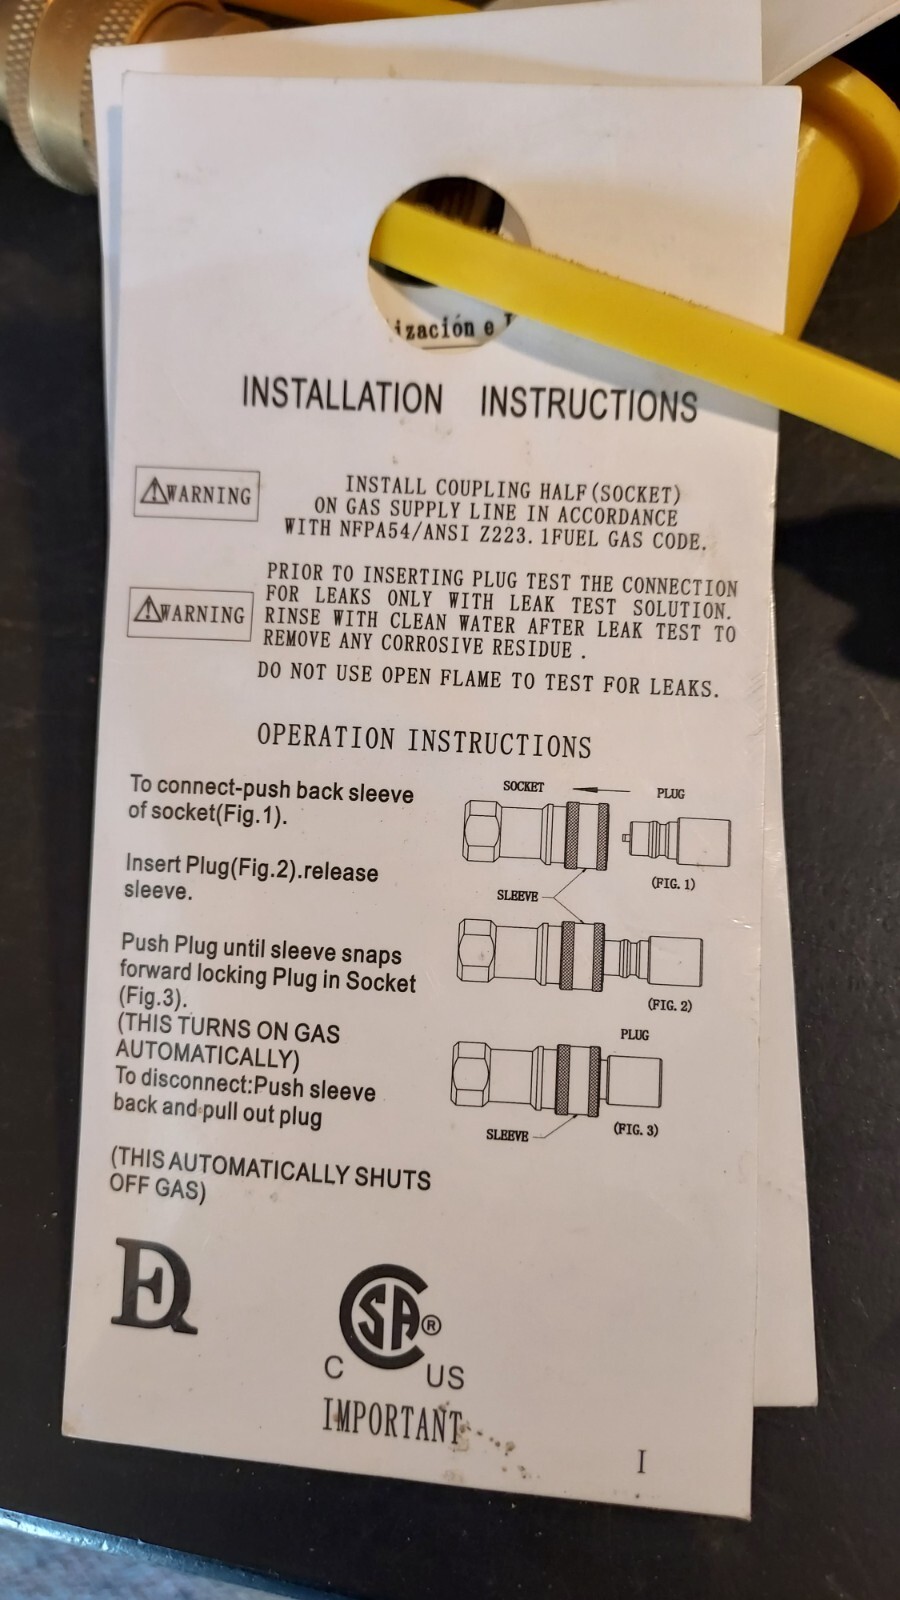 ización e
INSTALLATION INSTRUCTIONS
WARNING
INSTALL COUPLING HALF(SOCKET)
ON GAS SUPPLY LINE IN ACCORDANCE
WITH NFPA54/ANSI Z223.1FUEL GAS CODE.
WARNING
PRIOR TO INSERTING PLUG TEST THE CONNECTION
FOR LEAKS ONLY WITH LEAK TEST SOLUTION.
RINSE WITH CLEAN WATER AFTER LEAK TEST TO
REMOVE ANY CORROSIVE RESIDUE .
DO NOT USE OPEN FLAME TO TEST FOR LEAKS.
OPERATION INSTRUCTIONS
To connect-push back sleeve
of socket(Fig.1).
Insert Plug(Fig.2).release
sleeve.
Push Plug until sleeve snaps
forward locking Plug in Socket
(Fig.3).
(THIS TURNS ON GAS
AUTOMATICALLY)
To disconnect:Push sleeve
back and pull out plug
(THIS AUTOMATICALLY SHUTS
OFF GAS)
SOCKET
PLUG
(FIG. 1)
SLEEVE
(FIG. 2)
PLUG
SLEEVE
(FIG. 3)
CSA®
C US
IMPORTANT
I